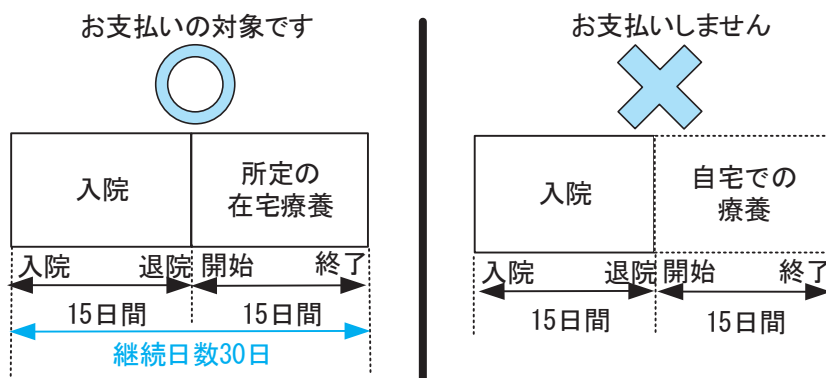 お支払いの対象です
入院
所定の
在宅療養
入院 退院 開始 終了
15日間 15日間
継続日数30日
お支払いしません
入院
自宅での
療養
入院 退院 開始 終了
15日間 15日間